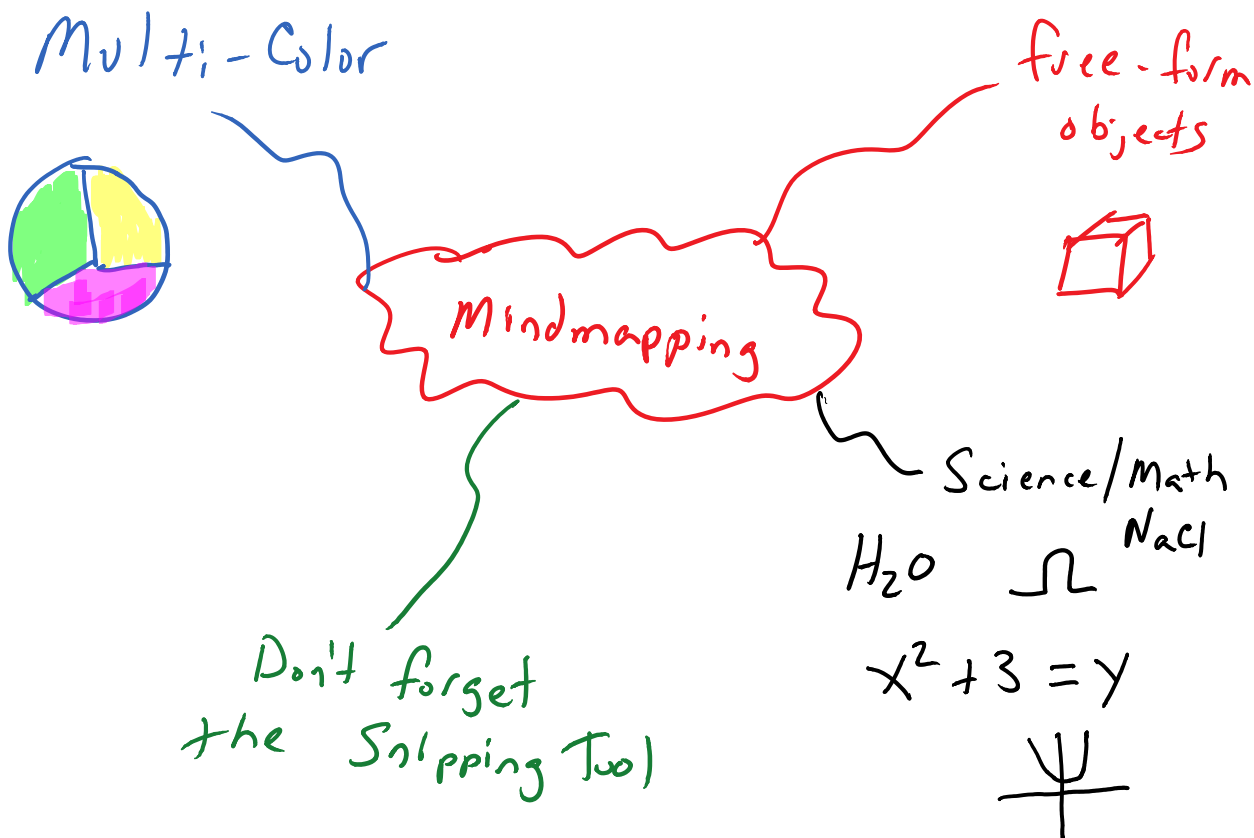 Multi-Color
free-form
objects
Mindmapping
Science/Math
NaCl
H₂O Ω
x² + 3 = y
Don't forget
the Snipping Tool